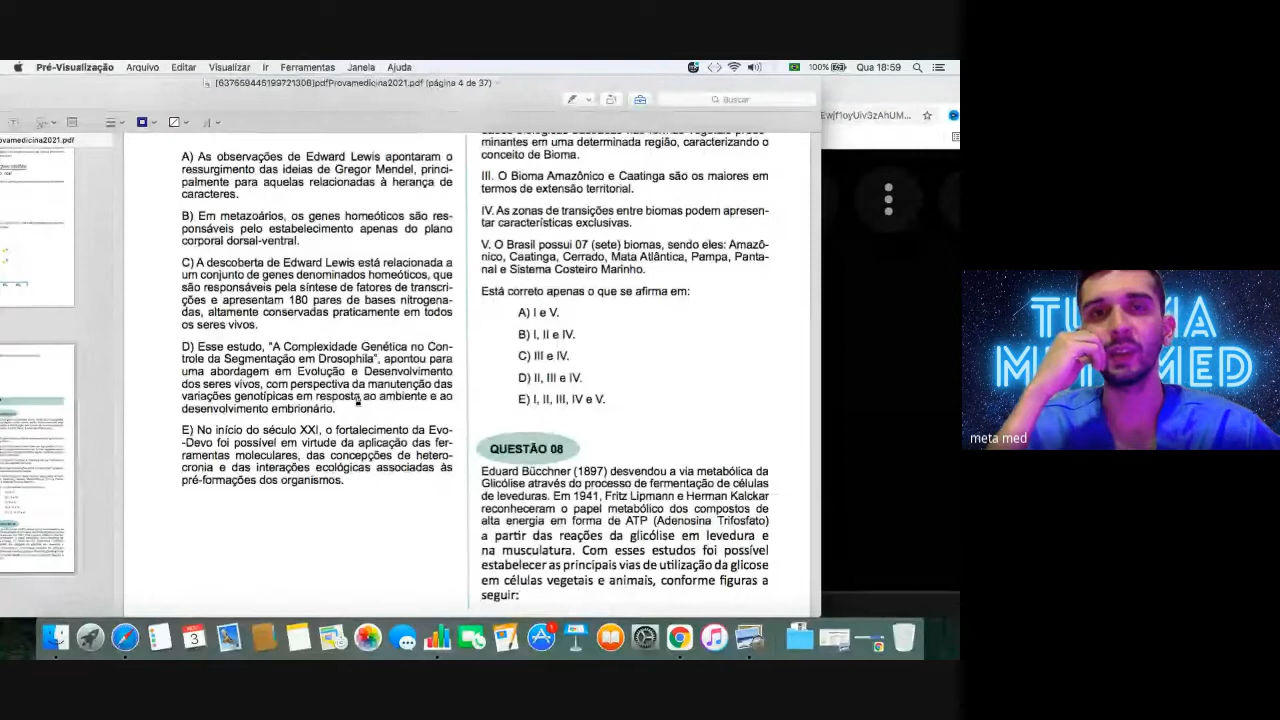 Pré-Visualização Arquivo Editar Visualizar Ir Ferramentas Janela Ajuda
100% Qua 18:59
[637659446199721308]pdfProvamedicina2021.pdf (página 4 de 37)
Buscar
ovamedicina2021.pdf
A) As observações de Edward Lewis apontaram o
ressurgimento das ideias de Gregor Mendel, princi-
palmente para aquelas relacionadas à herança de
caracteres.
B) Em metazoários, os genes homeóticos são res-
ponsáveis pelo estabelecimento apenas do plano
corporal dorsal-ventral.
C) A descoberta de Edward Lewis está relacionada a
um conjunto de genes denominados homeóticos, que
são responsáveis pela síntese de fatores de transcri-
ções e apresentam 180 pares de bases nitrogena-
das, altamente conservadas praticamente em todos
os seres vivos.
D) Esse estudo, "A Complexidade Genética no Con-
trole da Segmentação em Drosophila", apontou para
uma abordagem em Evolução e Desenvolvimento
dos seres vivos, com perspectiva da manutenção das
variações genotípicas em resposta ao ambiente e ao
desenvolvimento embrionário.
E) No início do século XXI, o fortalecimento da Evo-
-Devo foi possível em virtude da aplicação das fer-
ramentas moleculares, das concepções de hetero-
cronia e das interações ecológicas associadas às
pré-formações dos organismos.
minantes em uma determinada região, caracterizando o
conceito de Bioma.
III. O Bioma Amazônico e Caatinga são os maiores em
termos de extensão territorial.
IV. As zonas de transições entre biomas podem apresen-
tar características exclusivas.
V. O Brasil possui 07 (sete) biomas, sendo eles: Amazô-
nico, Caatinga, Cerrado, Mata Atlântica, Pampa, Panta-
nal e Sistema Costeiro Marinho.
Está correto apenas o que se afirma em:
A) I e V.
B) I, II e IV.
C) III e IV.
D) II, III e IV.
E) I, II, III, IV e V.
QUESTÃO 08
Eduard Bücchner (1897) desvendou a via metabólica da
Glicólise através do processo de fermentação de células
de leveduras. Em 1941, Fritz Lipmann e Herman Kalckar
reconheceram o papel metabólico dos compostos de
alta energia em forma de ATP (Adenosina Trifosfato)
a partir das reações da glicólise em levedura e
na musculatura. Com esses estudos foi possível
estabelecer as principais vias de utilização da glicose
em células vegetais e animais, conforme figuras a
seguir:
NOV
3
meta med